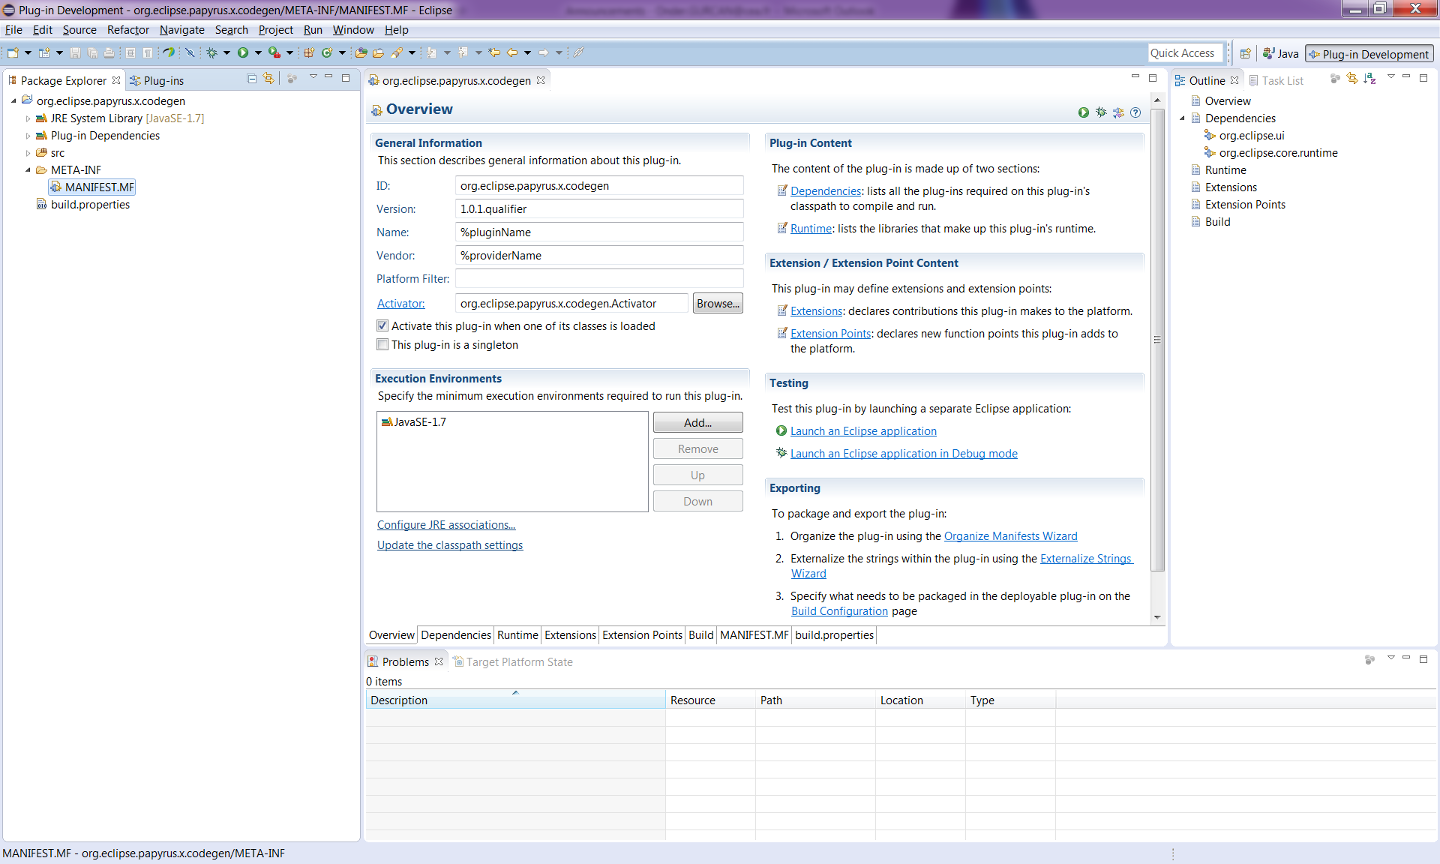 Plug-in Development - org.eclipse.papyrus.x.codegen/META-INF/MANIFEST.MF - Eclipse
File Edit Source Refactor Navigate Search Project Run Window Help
Quick Access Java Plug-in Development
Package Explorer Plug-ins
org.eclipse.papyrus.x.codegen
JRE System Library [JavaSE-1.7]
Plug-in Dependencies
src
META-INF
MANIFEST.MF
build.properties
org.eclipse.papyrus.x.codegen
Overview
General Information
This section describes general information about this plug-in.
ID: org.eclipse.papyrus.x.codegen
Version: 1.0.1.qualifier
Name: %pluginName
Vendor: %providerName
Platform Filter:
Activator: org.eclipse.papyrus.x.codegen.Activator Browse...
Activate this plug-in when one of its classes is loaded
This plug-in is a singleton
Execution Environments
Specify the minimum execution environments required to run this plug-in.
JavaSE-1.7
Add...
Remove
Up
Down
Configure JRE associations...
Update the classpath settings
Plug-in Content
The content of the plug-in is made up of two sections:
Dependencies: lists all the plug-ins required on this plug-in's
classpath to compile and run.
Runtime: lists the libraries that make up this plug-in's runtime.
Extension / Extension Point Content
This plug-in may define extensions and extension points:
Extensions: declares contributions this plug-in makes to the platform.
Extension Points: declares new function points this plug-in adds to
the platform.
Testing
Test this plug-in by launching a separate Eclipse application:
Launch an Eclipse application
Launch an Eclipse application in Debug mode
Exporting
To package and export the plug-in:
1. Organize the plug-in using the Organize Manifests Wizard
2. Externalize the strings within the plug-in using the Externalize Strings
Wizard
3. Specify what needs to be packaged in the deployable plug-in on the
Build Configuration page
Overview Dependencies Runtime Extensions Extension Points Build MANIFEST.MF build.properties
Outline Task List
Overview
Dependencies
org.eclipse.ui
org.eclipse.core.runtime
Runtime
Extensions
Extension Points
Build
Problems Target Platform State
0 items
Description Resource Path Location Type
MANIFEST.MF - org.eclipse.papyrus.x.codegen/META-INF